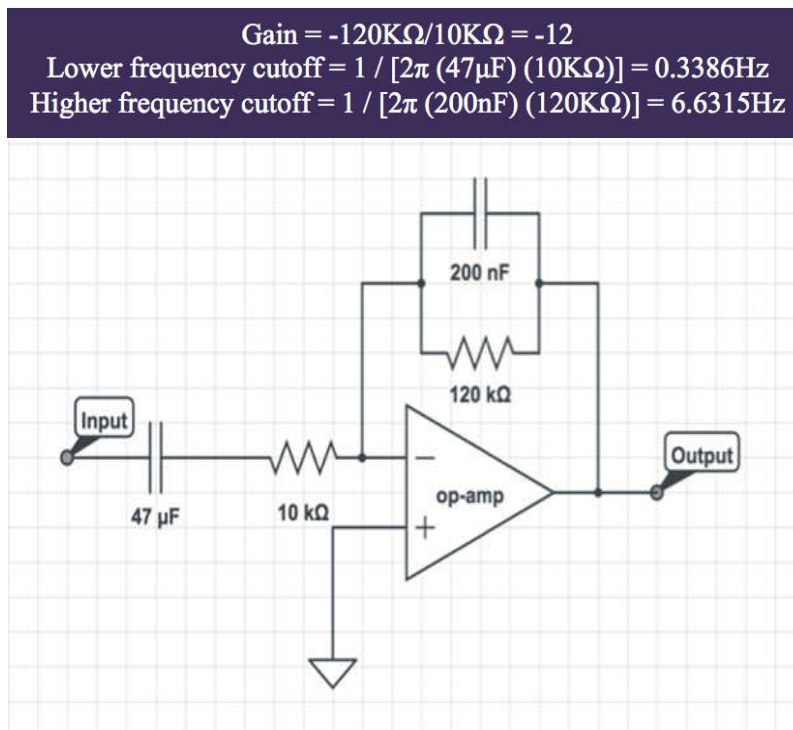 Gain = -120KΩ/10KΩ = -12
Lower frequency cutoff = 1 / [2π (47µF) (10KΩ)] = 0.3386Hz
Higher frequency cutoff = 1 / [2π (200nF) (120KΩ)] = 6.6315Hz
200 nF
120 kΩ
Input
−
Output
op-amp
47 µF
10 kΩ
+